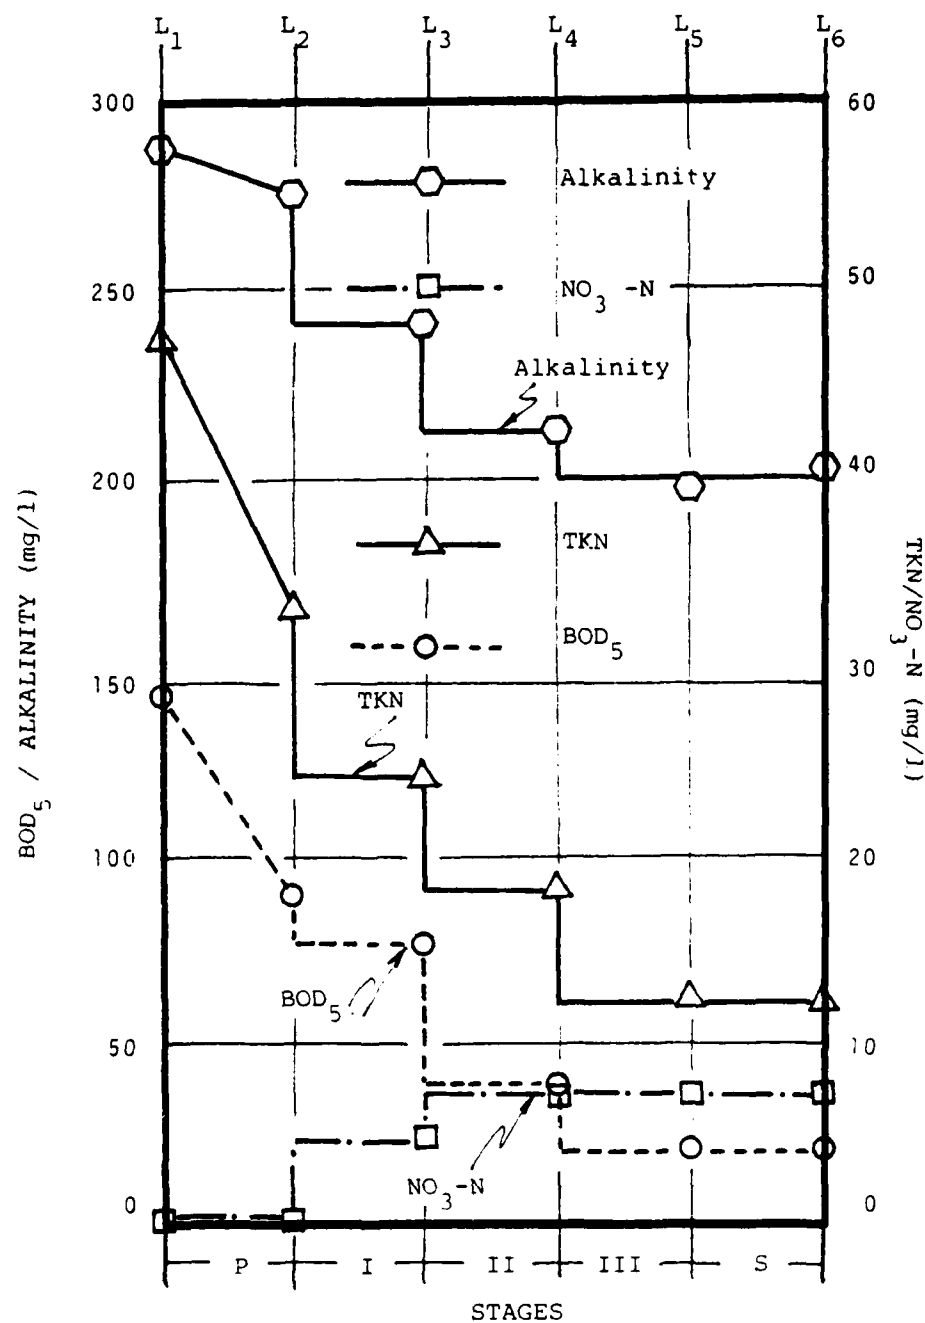 L1 L2 L3 L4 L5 L6
300 60
Alkalinity
250 NO3 -N 50
Alkalinity
200 40
TKN
BOD5
150 30
TKN
100 20
BOD5
50 10
NO3-N
0 0
P I II III S
STAGES
BOD5 / ALKALINITY (mg/l)
TKN/NO3-N (mg/l)